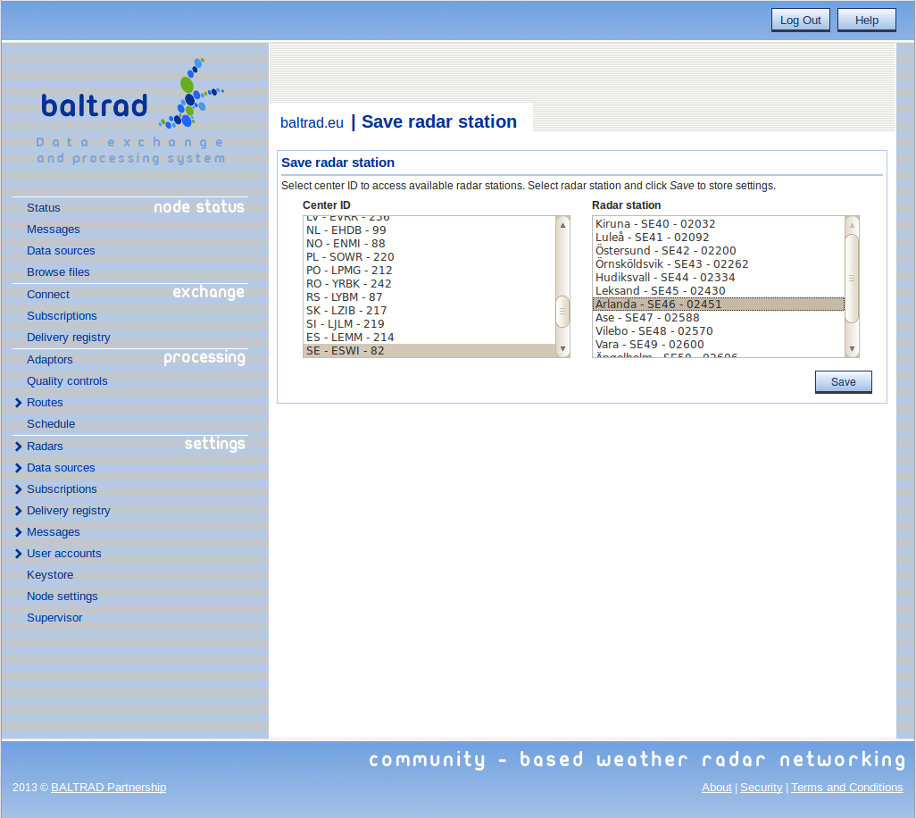 Log Out Help
baltrad
Data exchange
and processing system
baltrad.eu | Save radar station
node status
Status
Messages
Data sources
Browse files
exchange
Connect
Subscriptions
Delivery registry
processing
Adaptors
Quality controls
Routes
Schedule
settings
Radars
Data sources
Subscriptions
Delivery registry
Messages
User accounts
Keystore
Node settings
Supervisor
Save radar station
Select center ID to access available radar stations. Select radar station and click Save to store settings.
Center ID
LV - EVRR - 236
NL - EHDB - 99
NO - ENMI - 88
PL - SOWR - 220
PO - LPMG - 212
RO - YRBK - 242
RS - LYBM - 87
SK - LZIB - 217
SI - LJLM - 219
ES - LEMM - 214
SE - ESWI - 82
Radar station
Kiruna - SE40 - 02032
Luleå - SE41 - 02092
Östersund - SE42 - 02200
Örnsköldsvik - SE43 - 02262
Hudiksvall - SE44 - 02334
Leksand - SE45 - 02430
Arlanda - SE46 - 02451
Ase - SE47 - 02588
Vilebo - SE48 - 02570
Vara - SE49 - 02600
Ängelholm - SE50 - 02606
Save
community - based weather radar networking
2013 © BALTRAD Partnership
About | Security | Terms and Conditions